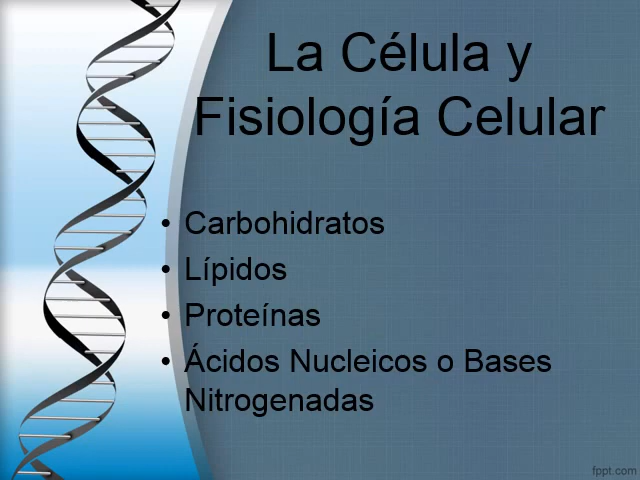 La Célula y
Fisiología Celular
• Carbohidratos
• Lípidos
• Proteínas
• Ácidos Nucleicos o Bases
Nitrogenadas
fppt.com